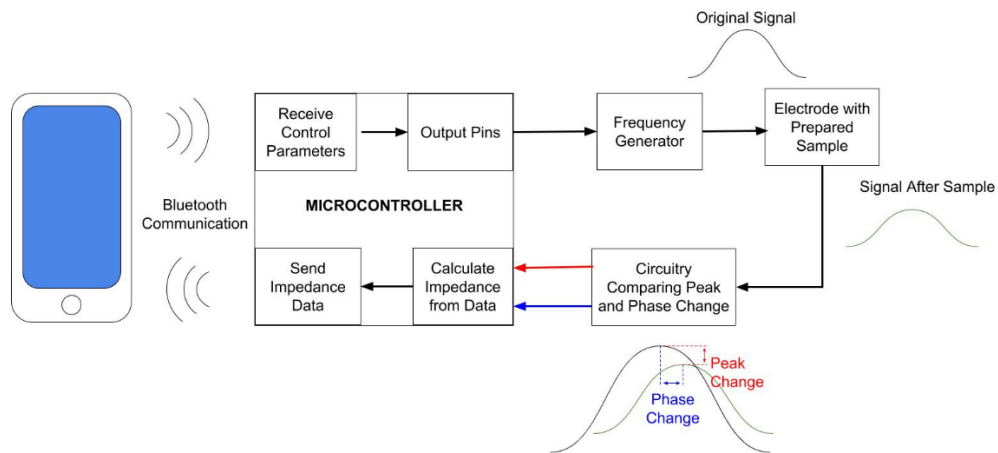 Original Signal
Receive
Control
Parameters
Output Pins
Frequency
Generator
Electrode with
Prepared
Sample
Bluetooth
Communication
MICROCONTROLLER
Signal After Sample
Send
Impedance
Data
Calculate
Impedance
from Data
Circuitry
Comparing Peak
and Phase Change
Peak
Change
Phase
Change